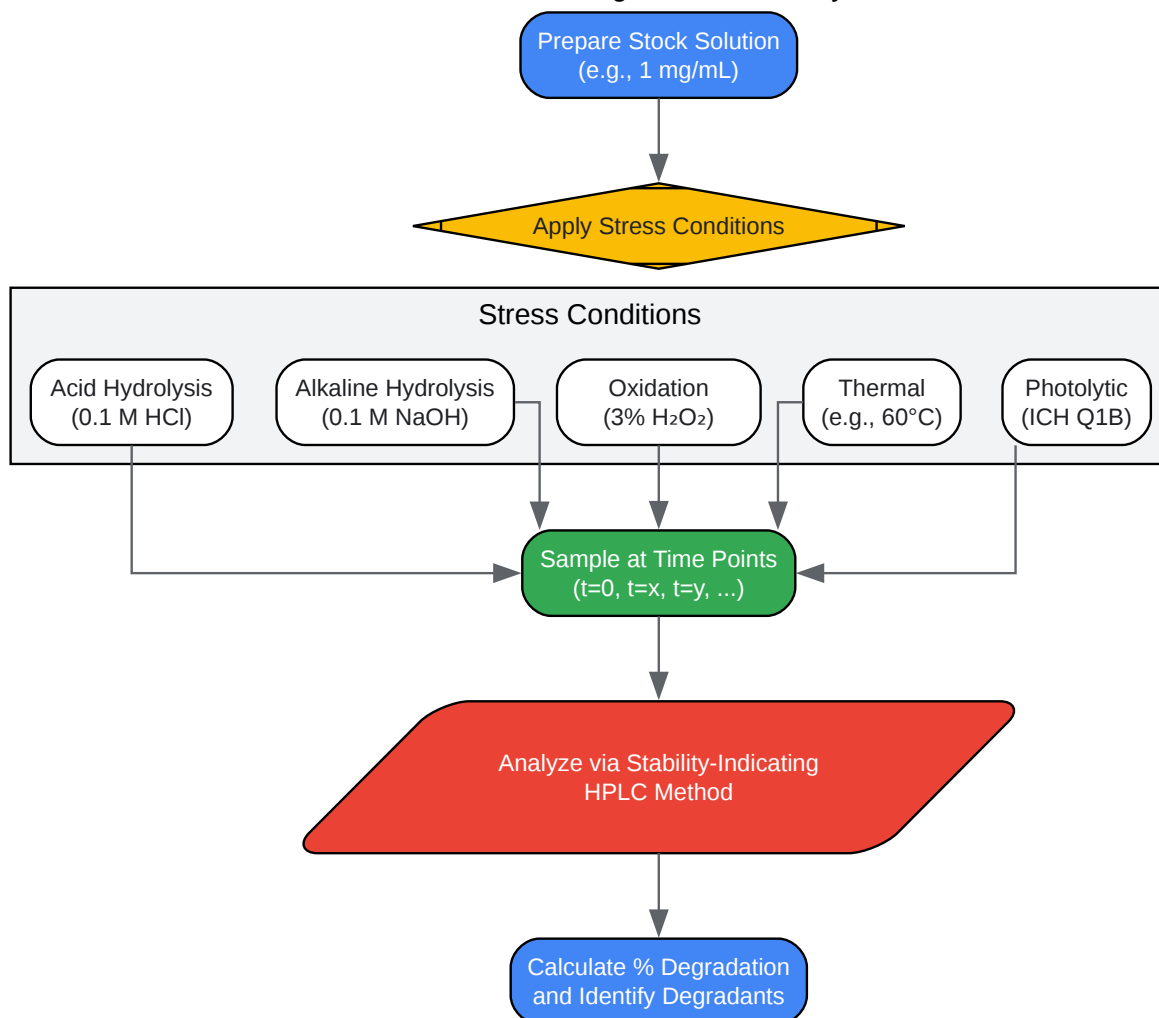 Prepare Stock Solution
(e.g., 1 mg/mL)
Apply Stress Conditions
Stress Conditions
Acid Hydrolysis
(0.1 M HCl)
Alkaline Hydrolysis
(0.1 M NaOH)
Oxidation
(3% H₂O₂)
Thermal
(e.g., 60°C)
Photolytic
(ICH Q1B)
Sample at Time Points
(t=0, t=x, t=y, ...)
Analyze via Stability-Indicating
HPLC Method
Calculate % Degradation
and Identify Degradants